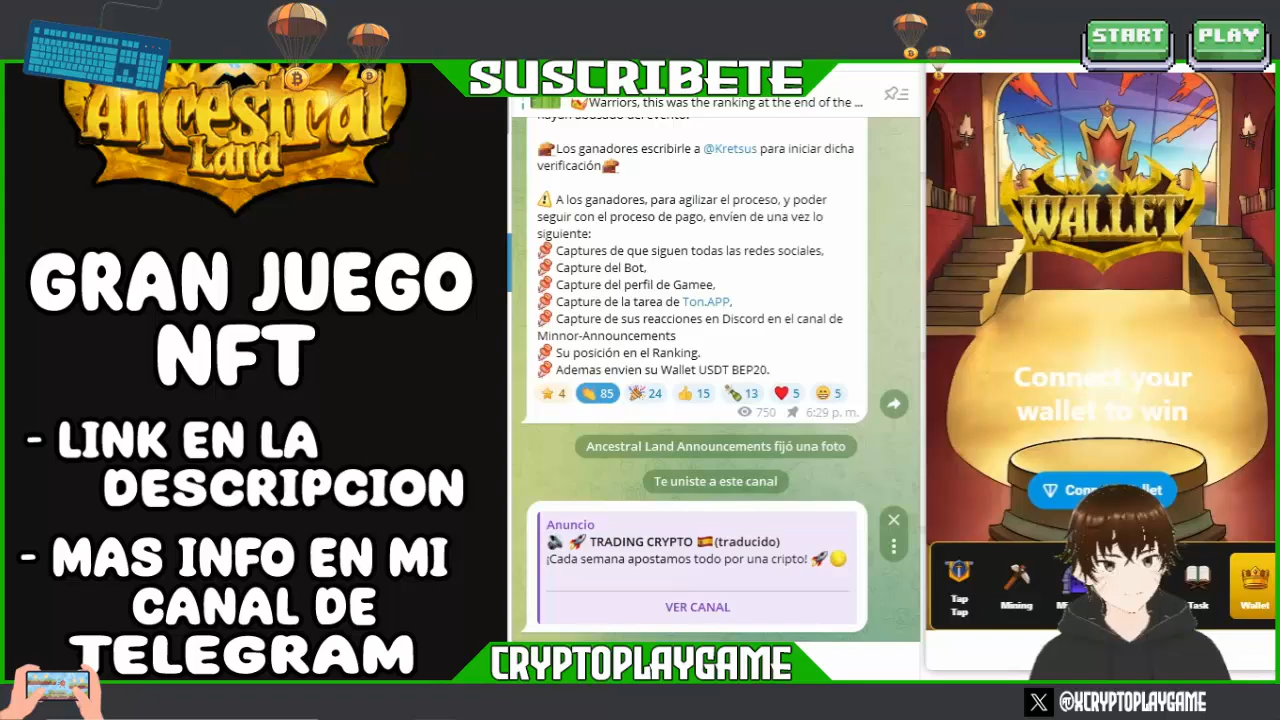 START
PLAY
SUSCRIBETE
Ancestral
Land
GRAN JUEGO
NFT
- LINK EN LA
DESCRIPCION
- MAS INFO EN MI
CANAL DE
TELEGRAM
Warriors, this was the ranking at the end of the ...
hayan abusado del evento.
Los ganadores escribirle a @Kretsus para iniciar dicha
verificación
⚠️ A los ganadores, para agilizar el proceso, y poder
seguir con el proceso de pago, envíen de una vez lo
siguiente:
Captures de que siguen todas las redes sociales,
Capture del Bot,
Capture del perfil de Gamee,
Capture de la tarea de Ton.APP,
Capture de sus reacciones en Discord en el canal de
Minnor-Announcements
Su posición en el Ranking.
Ademas envien su Wallet USDT BEP20.
4 85 24 15 13 5 5
750 6:29 p. m.
Ancestral Land Announcements fijó una foto
Te uniste a este canal
Anuncio
TRADING CRYPTO 🇪🇸(traducido)
¡Cada semana apostamos todo por una cripto! 🚀
VER CANAL
WALLET
Connect your
wallet to win
Tap
Tap
Mining
Task
Wallet
CRYPTOPLAYGAME
X @XCRYPTOPLAYGAME